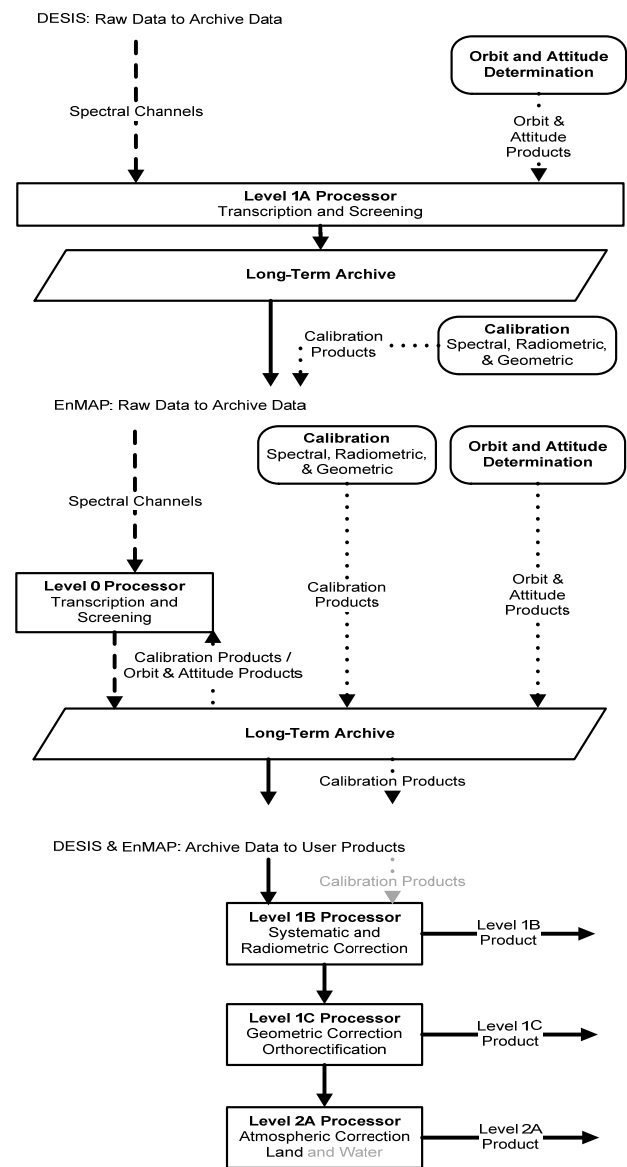 DESIS: Raw Data to Archive Data
Orbit and Attitude
Determination
Spectral Channels
Orbit &
Attitude
Products
Level 1A Processor
Transcription and Screening
Long-Term Archive
Calibration
Products
Calibration
Spectral, Radiometric,
& Geometric
EnMAP: Raw Data to Archive Data
Calibration
Spectral, Radiometric,
& Geometric
Orbit and Attitude
Determination
Spectral Channels
Level 0 Processor
Transcription and
Screening
Calibration
Products
Orbit &
Attitude
Products
Calibration Products /
Orbit & Attitude Products
Long-Term Archive
Calibration Products
DESIS & EnMAP: Archive Data to User Products
Calibration Products
Level 1B Processor
Systematic and
Radiometric Correction
Level 1B
Product
Level 1C Processor
Geometric Correction
Orthorectification
Level 1C
Product
Level 2A Processor
Atmospheric Correction
Land and Water
Level 2A
Product